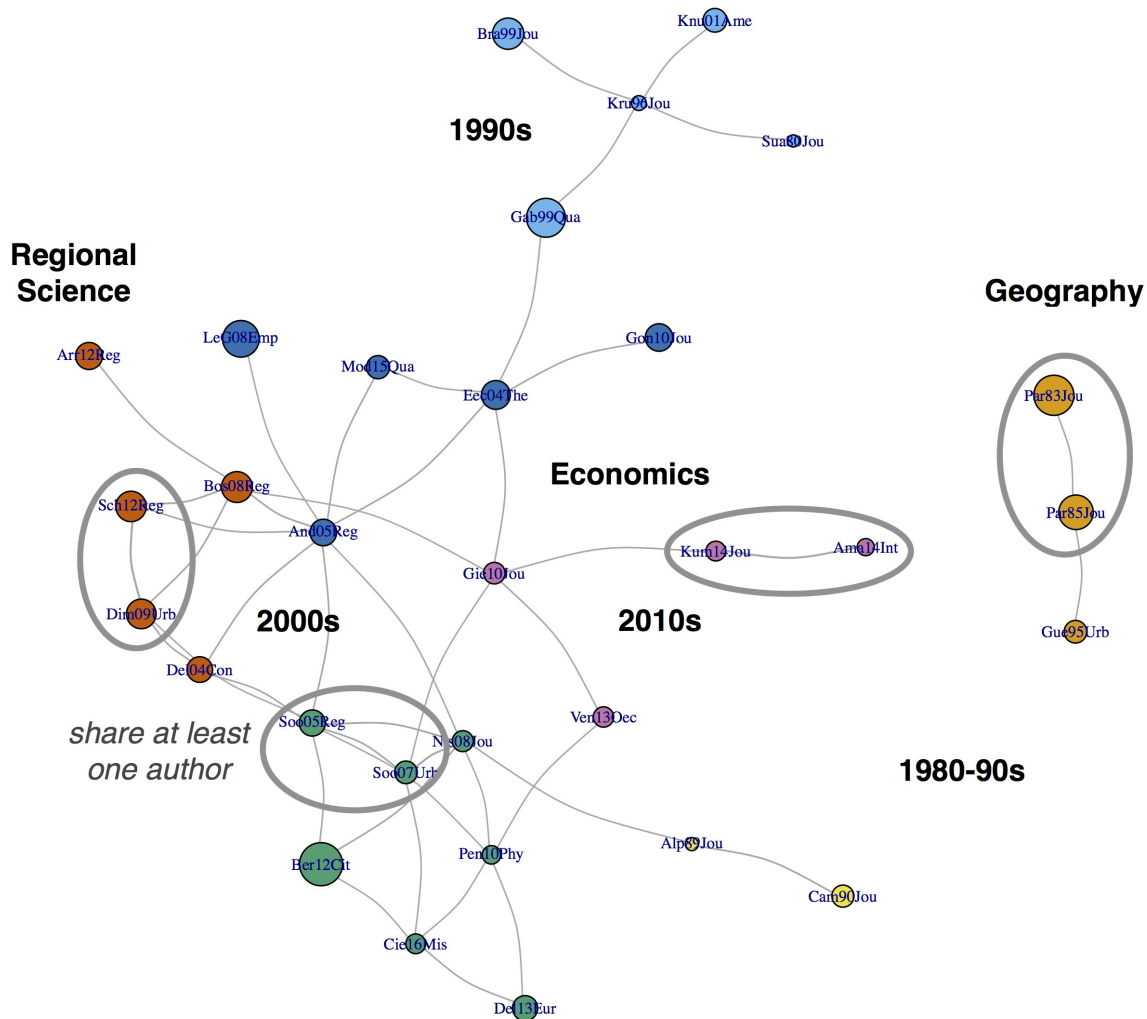 Bra99Jou
Knu01Ame
Kru96Jou
1990s
Sua80Jou
Gab99Qua
Regional
Science
Geography
LeG08Emp
Gon10Jou
Arr12Reg
Mod15Qua
Eec04The
Par83Jou
Economics
Bos08Reg
Sch12Reg
Par85Jou
And05Reg
Kum14Jou
Ama14Int
Gie10Jou
Dim09Urb
2000s
2010s
Gue95Urb
Del04Con
Soo05Reg
Ven13Oec
share at least
one author
Soo07Urb
1980-90s
Alp89Jou
Pen10Phy
Ber12Cit
Cam90Jou
Cie16Mis
Del13Eur